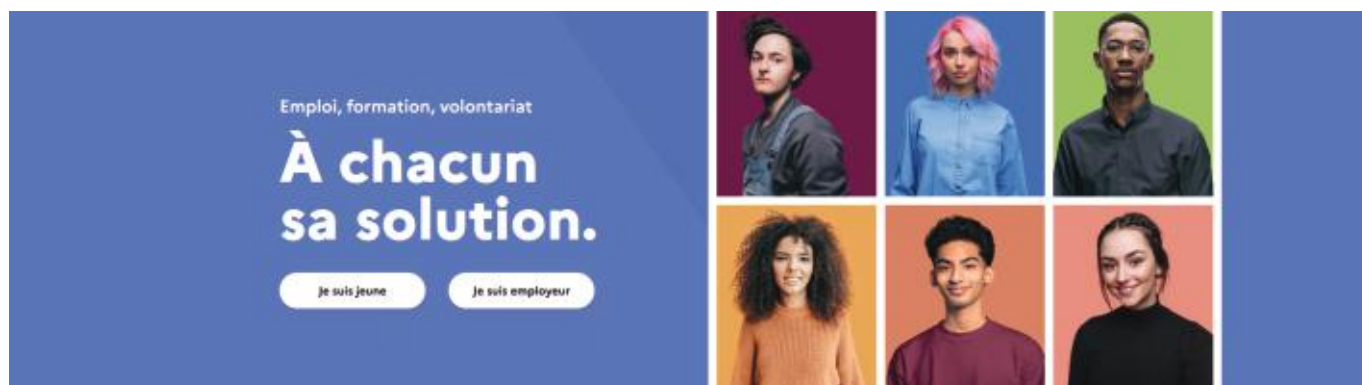 Emploi, formation, volontariat
À chacun
sa solution.
Je suis jeune
Je suis employeur